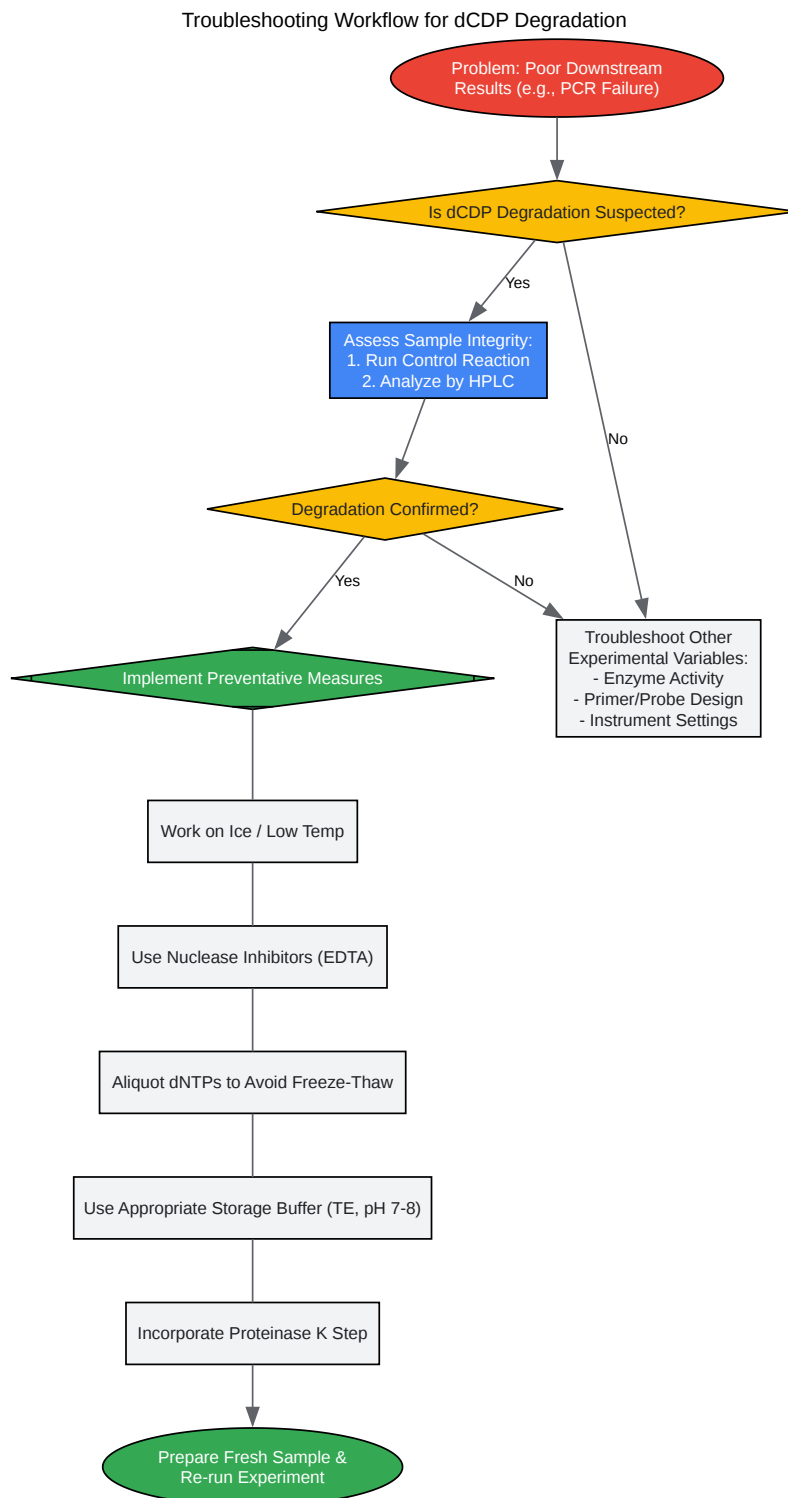 Troubleshooting Workflow for dCDP Degradation
Problem: Poor Downstream
Results (e.g., PCR Failure)
Is dCDP Degradation Suspected?
Yes
Assess Sample Integrity:
1. Run Control Reaction
2. Analyze by HPLC
No
Degradation Confirmed?
Yes
No
Troubleshoot Other
Experimental Variables:
- Enzyme Activity
- Primer/Probe Design
- Instrument Settings
Implement Preventative Measures
Work on Ice / Low Temp
Use Nuclease Inhibitors (EDTA)
Aliquot dNTPs to Avoid Freeze-Thaw
Use Appropriate Storage Buffer (TE, pH 7-8)
Incorporate Proteinase K Step
Prepare Fresh Sample &
Re-run Experiment